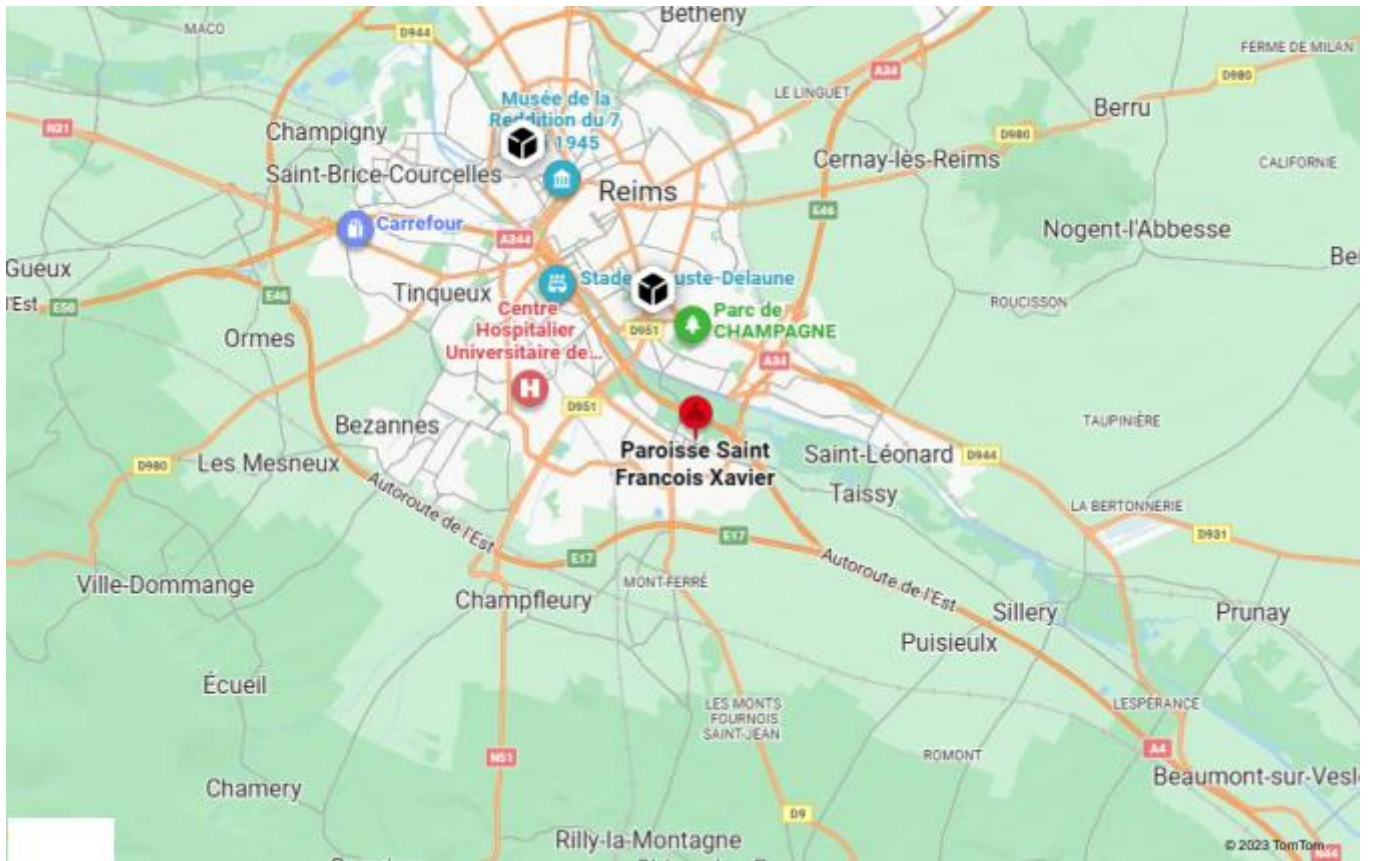 MACO
D944
Bétheny
FERME DE MILAN
A34
D980
LE LINGUET
Musée de la
Reddition du 7
1945
Berru
N31
Champigny
D980
Cernay-lès-Reims
CALIFORNIE
Saint-Brice-Courcelles
Reims
E46
Carrefour
A344
Nogent-l'Abbesse
Gueux
Tinqueux
Stade
uste-Delaune
l'Est
E50
E46
ROUCISSON
Centre
Hospitalier
Universitaire de...
D951
Parc de
CHAMPAGNE
Ormes
A34
H
D951
Bezannes
TAUPINIÈRE
Paroisse Saint
Francois Xavier
Saint-Léonard
D944
D980
Les Mesneux
Taissy
Autoroute de l'Est
LA BERTONNERIE
E17
D931
E17
Autoroute de l'Est
Ville-Dommange
MONT-FERRÉ
Champfleury
Sillery
Prunay
Puisieulx
Écueil
LES MONTS
FOURNOIS
SAINT-JEAN
LESPÉRANCE
N51
ROMONT
A4
Chamery
Beaumont-sur-Vesl
D9
Rilly-la-Montagne
© 2023 TomTom
N44